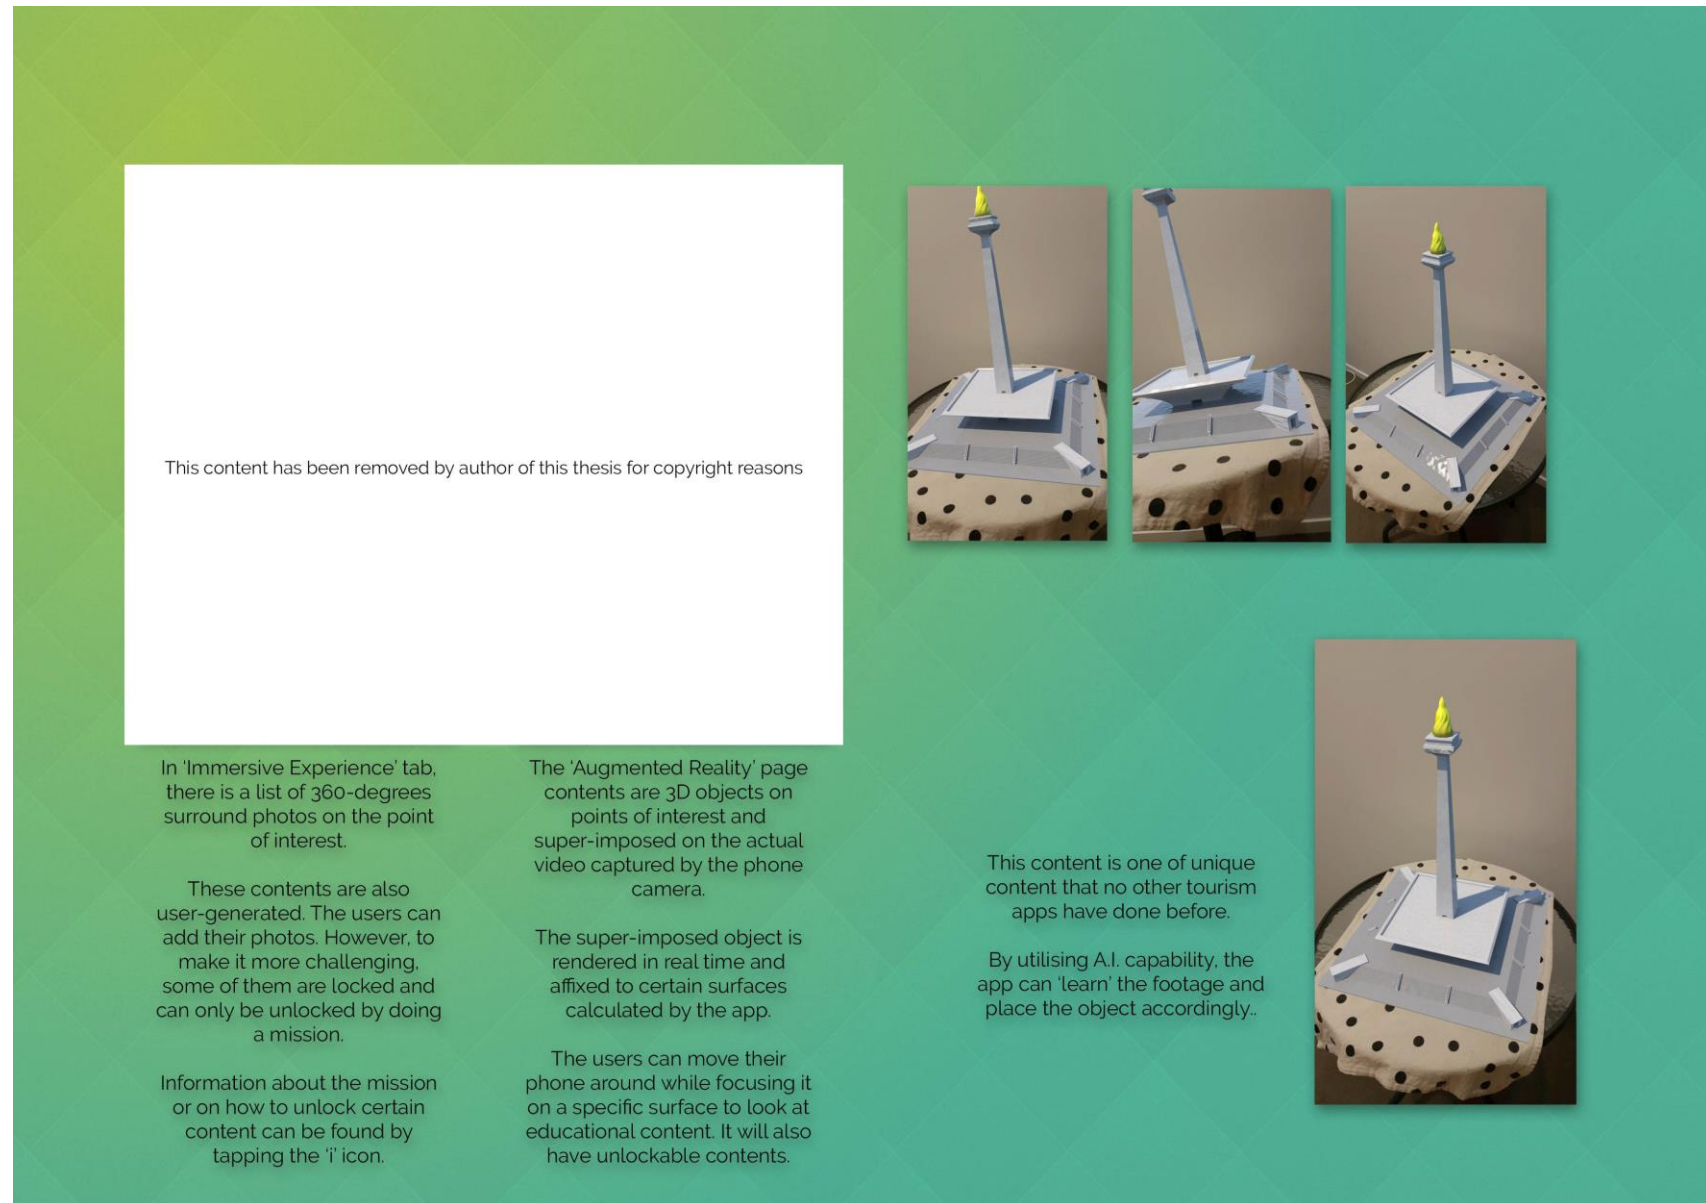 This content has been removed by author of this thesis for copyright reasons
In 'Immersive Experience' tab,
there is a list of 360-degrees
surround photos on the point
of interest.
These contents are also
user-generated. The users can
add their photos. However, to
make it more challenging,
some of them are locked and
can only be unlocked by doing
a mission.
Information about the mission
or on how to unlock certain
content can be found by
tapping the 'i' icon.
The 'Augmented Reality' page
contents are 3D objects on
points of interest and
super-imposed on the actual
video captured by the phone
camera.
The super-imposed object is
rendered in real time and
affixed to certain surfaces
calculated by the app.
The users can move their
phone around while focusing it
on a specific surface to look at
educational content. It will also
have unlockable contents.
This content is one of unique
content that no other tourism
apps have done before.
By utilising A.I. capability, the
app can 'learn' the footage and
place the object accordingly..